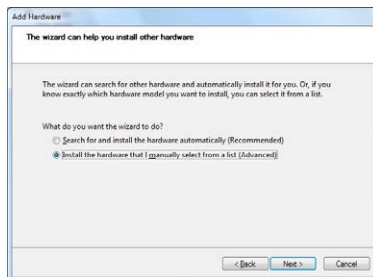 Add Hardware
The wizard can help you install other hardware
The wizard can search for other hardware and automatically install it for you. Or, if you
know exactly which hardware model you want to install, you can select it from a list.
What do you want the wizard to do?
Search for and install the hardware automatically (Recommended)
Install the hardware that I manually select from a list (Advanced)
< Back Next > Cancel